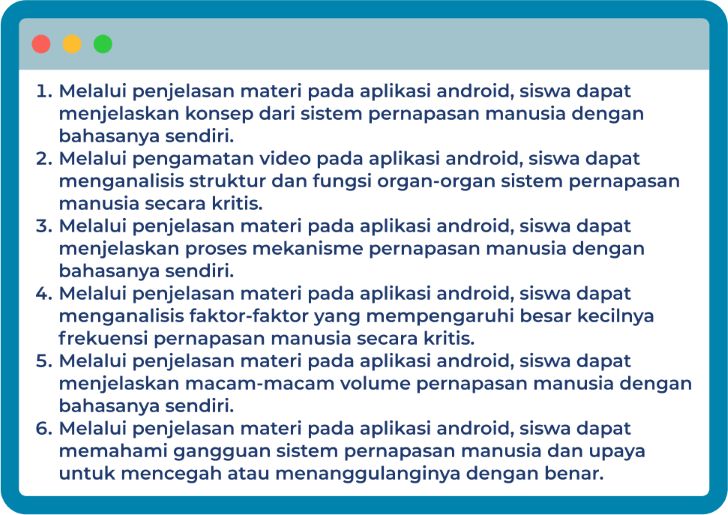 1. Melalui penjelasan materi pada aplikasi android, siswa dapat
menjelaskan konsep dari sistem pernapasan manusia dengan
bahasanya sendiri.
2. Melalui pengamatan video pada aplikasi android, siswa dapat
menganalisis struktur dan fungsi organ-organ sistem pernapasan
manusia secara kritis.
3. Melalui penjelasan materi pada aplikasi android, siswa dapat
menjelaskan proses mekanisme pernapasan manusia dengan
bahasanya sendiri.
4. Melalui penjelasan materi pada aplikasi android, siswa dapat
menganalisis faktor-faktor yang mempengaruhi besar kecilnya
frekuensi pernapasan manusia secara kritis.
5. Melalui penjelasan materi pada aplikasi android, siswa dapat
menjelaskan macam-macam volume pernapasan manusia dengan
bahasanya sendiri.
6. Melalui penjelasan materi pada aplikasi android, siswa dapat
memahami gangguan sistem pernapasan manusia dan upaya
untuk mencegah atau menanggulanginya dengan benar.